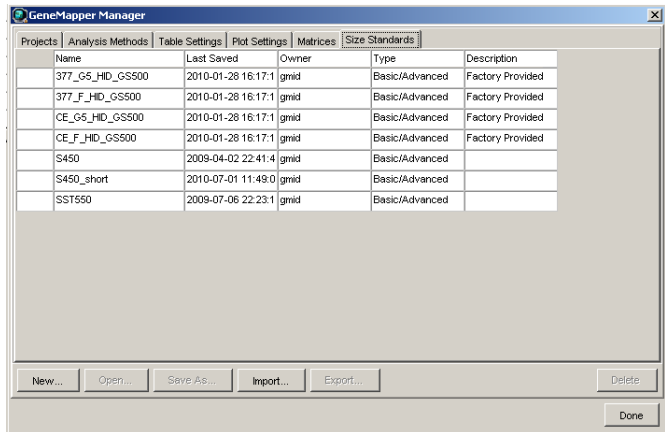 GeneMapper Manager
Projects Analysis Methods Table Settings Plot Settings Matrices Size Standards
Name Last Saved Owner Type Description
377_G5_HID_GS500 2010-01-28 16:17:1 gmid Basic/Advanced Factory Provided
377_F_HID_GS500 2010-01-28 16:17:1 gmid Basic/Advanced Factory Provided
CE_G5_HID_GS500 2010-01-28 16:17:1 gmid Basic/Advanced Factory Provided
CE_F_HID_GS500 2010-01-28 16:17:1 gmid Basic/Advanced Factory Provided
S450 2009-04-02 22:41:4 gmid Basic/Advanced
S450_short 2010-07-01 11:49:0 gmid Basic/Advanced
SST550 2009-07-06 22:23:1 gmid Basic/Advanced
New... Open... Save As... Import... Export... Delete
Done